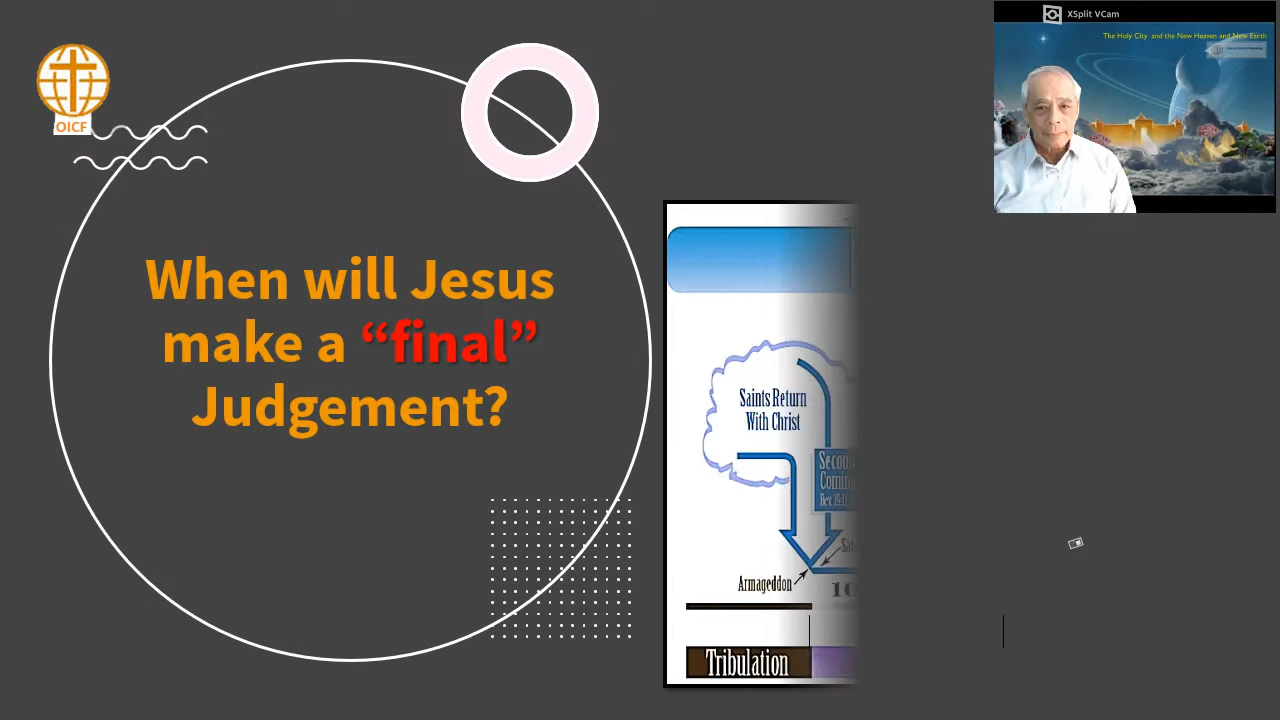 XSplit VCam
The Holy City and the New Heaven and New Earth
OICF
When will Jesus
make a “final”
Judgement?
Saints Return
With Christ
Armageddon
10
Tribulation